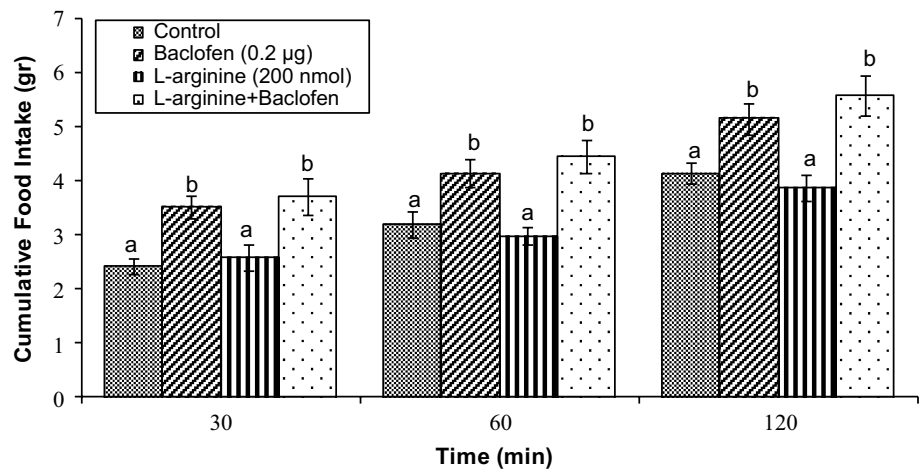 7
6
5
4
3
2
1
0
Cumulative Food Intake (gr)
Control
Baclofen (0.2 µg)
L-arginine (200 nmol)
L-arginine+Baclofen
a
b
a
b
a
b
a
b
a
b
a
b
30
60
120
Time (min)